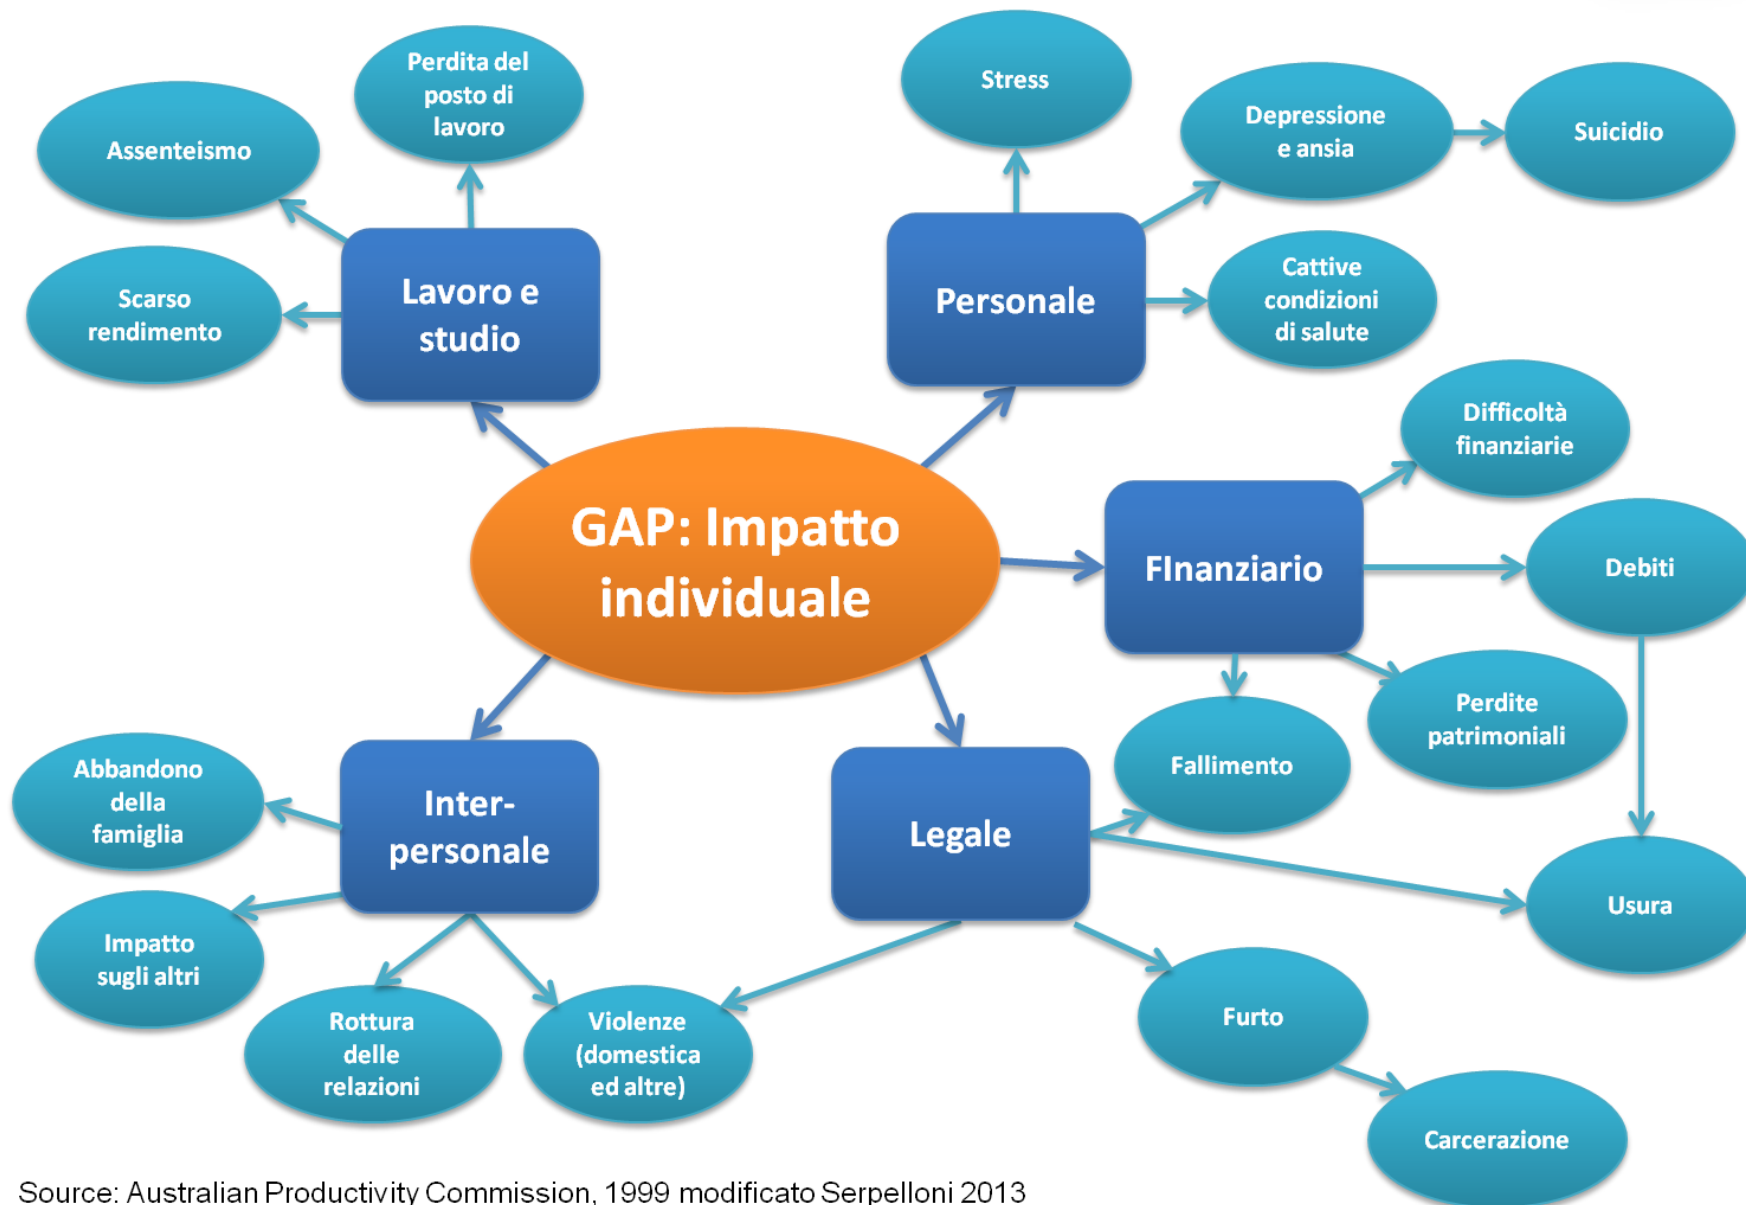 Perdita del
posto di
lavoro
Assenteismo
Scarso
rendimento
Lavoro e
studio
Stress
Depressione
e ansia
Suicidio
Personale
Cattive
condizioni
di salute
GAP: Impatto
individuale
Difficoltà
finanziarie
FInanziario
Debiti
Perdite
patrimoniali
Fallimento
Usura
Abbandono
della
famiglia
Inter-
personale
Impatto
sugli altri
Rottura
delle
relazioni
Violenze
(domestica
ed altre)
Legale
Furto
Carcerazione
Source: Australian Productivity Commission, 1999 modificato Serpelloni 2013